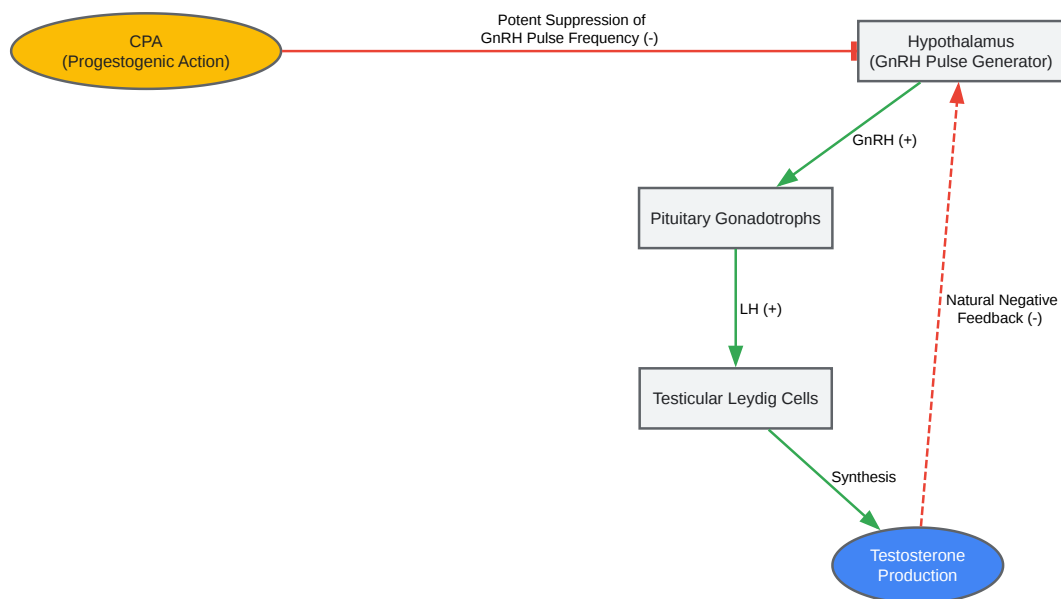 CPA
(Progestogenic Action)
Potent Suppression of
GnRH Pulse Frequency (-)
Hypothalamus
(GnRH Pulse Generator)
GnRH (+)
Pituitary Gonadotrophs
LH (+)
Natural Negative
Feedback (-)
Testicular Leydig Cells
Synthesis
Testosterone
Production